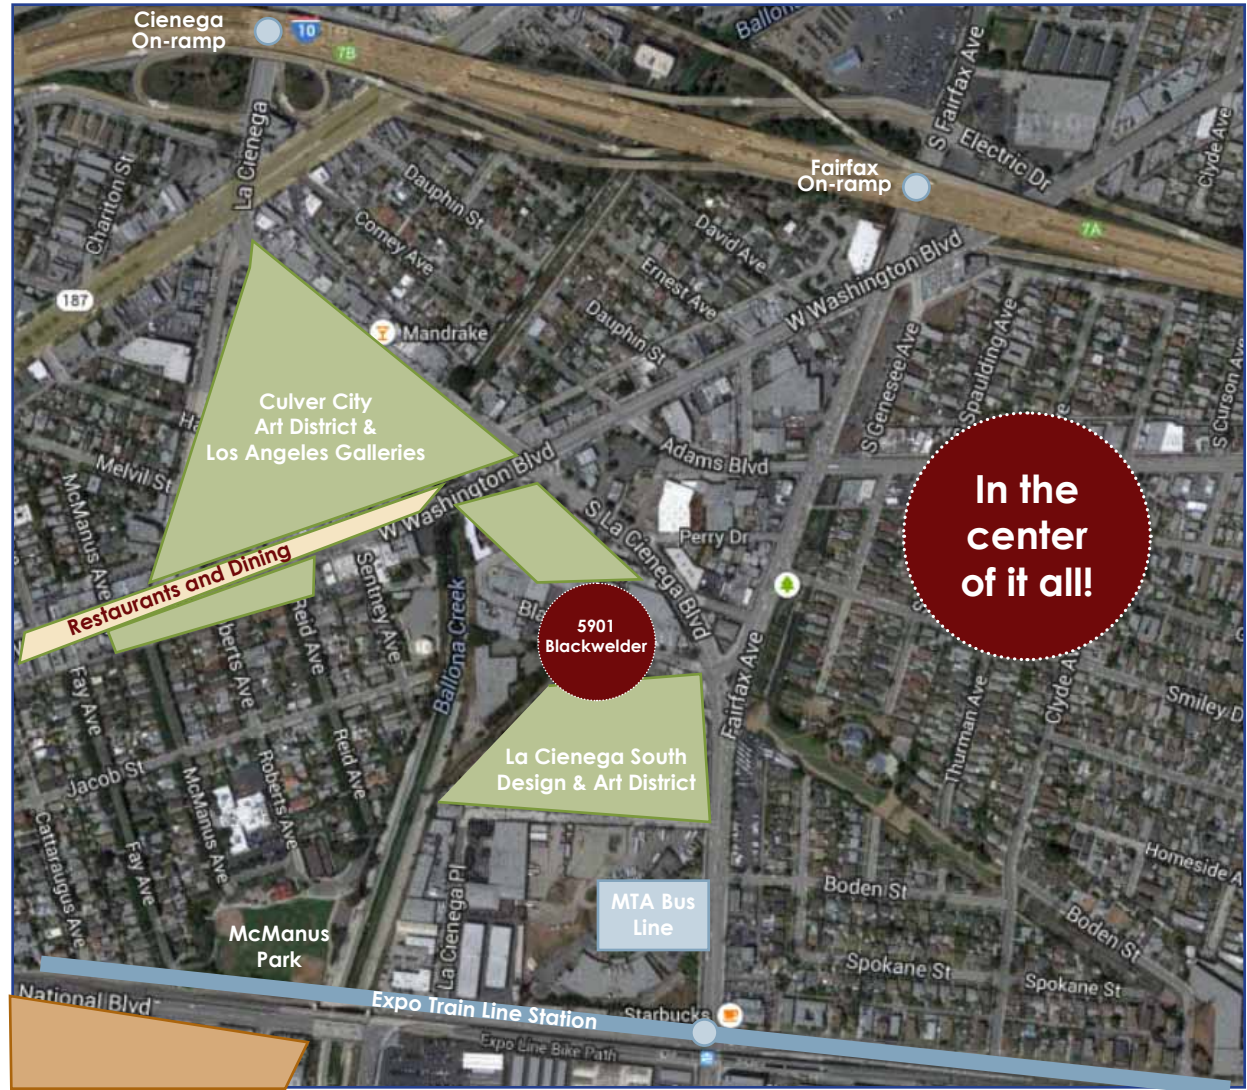 Cienega
On-ramp
10
7B
Ballona
S Fairfax Ave
La Cienega
Electric Dr
Clyde Ave
Chariton St
Dauphin St
Fairfax
On-ramp
Corney Ave
David Ave
7A
W Washington Blvd
Ernest Ave
187
Mandrake
Dauphin St
S Genesee Ave
Spaulding Ave
S Curson Ave
Culver City
Art District &
Los Angeles Galleries
Adams Blvd
Melvil St
W Washington Blvd
In the
center
of it all!
McManus Ave
S La Cienega Blvd
Perry Dr
Restaurants and Dining
Sentney Ave
Ballona Creek
5901
Blackwelder
Reid Ave
Fairfax Ave
Fay Ave
Clyde
Smiley D
Thurman Ave
La Cienega South
Design & Art District
Jacob St
McManus Ave
Roberts Ave
Reid Ave
Cattaraugus Ave
Fay Ave
Homeside A
Boden St
MTA Bus
Line
Boden St
La Cienega Pl
McManus
Park
Spokane St
Spokane St
National Blvd
Expo Train Line Station
Starbucks
Expo Line Bike Path